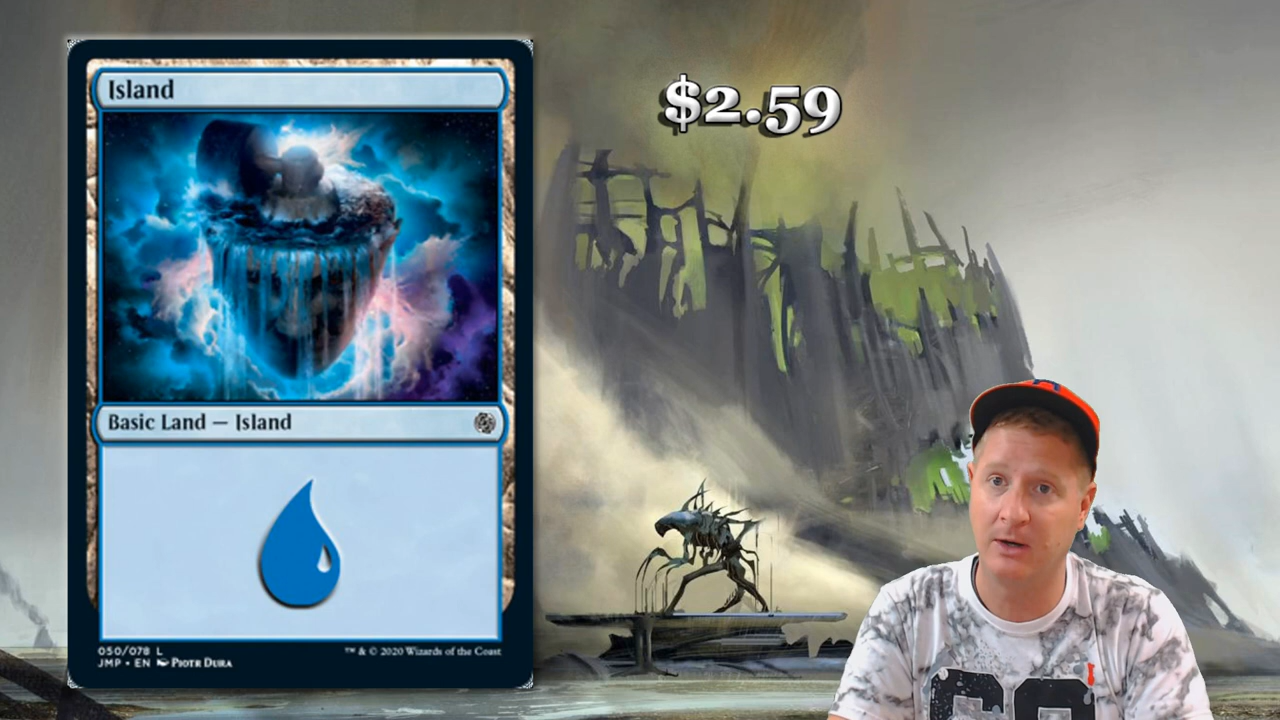 Island
$2.59
Basic Land — Island
050/078 L
JMP • EN Piotr Dura
™ & © 2020 Wizards of the Coast